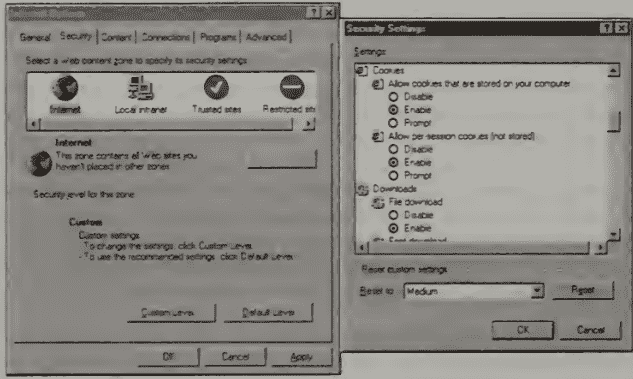 General Security Content Connections Programs Advanced
Select a Web content zone to specify its security settings
Internet Local intranet Trusted sites Restricted sit
Internet
This zone contains all Web sites you
haven't placed in other zones
Security level for this zone
Custom
Custom settings
- To change the settings, click Custom Level
- To use the recommended settings, click Default Level
Custom Level Default Level
OK Cancel Apply
Security Settings
Settings:
Cookies
Allow cookies that are stored on your computer
Disable
Enable
Prompt
Allow per-session cookies (not stored)
Disable
Enable
Prompt
Downloads
File download
Disable
Enable
Font download
Reset custom settings
Reset to: Medium Reset
OK Cancel